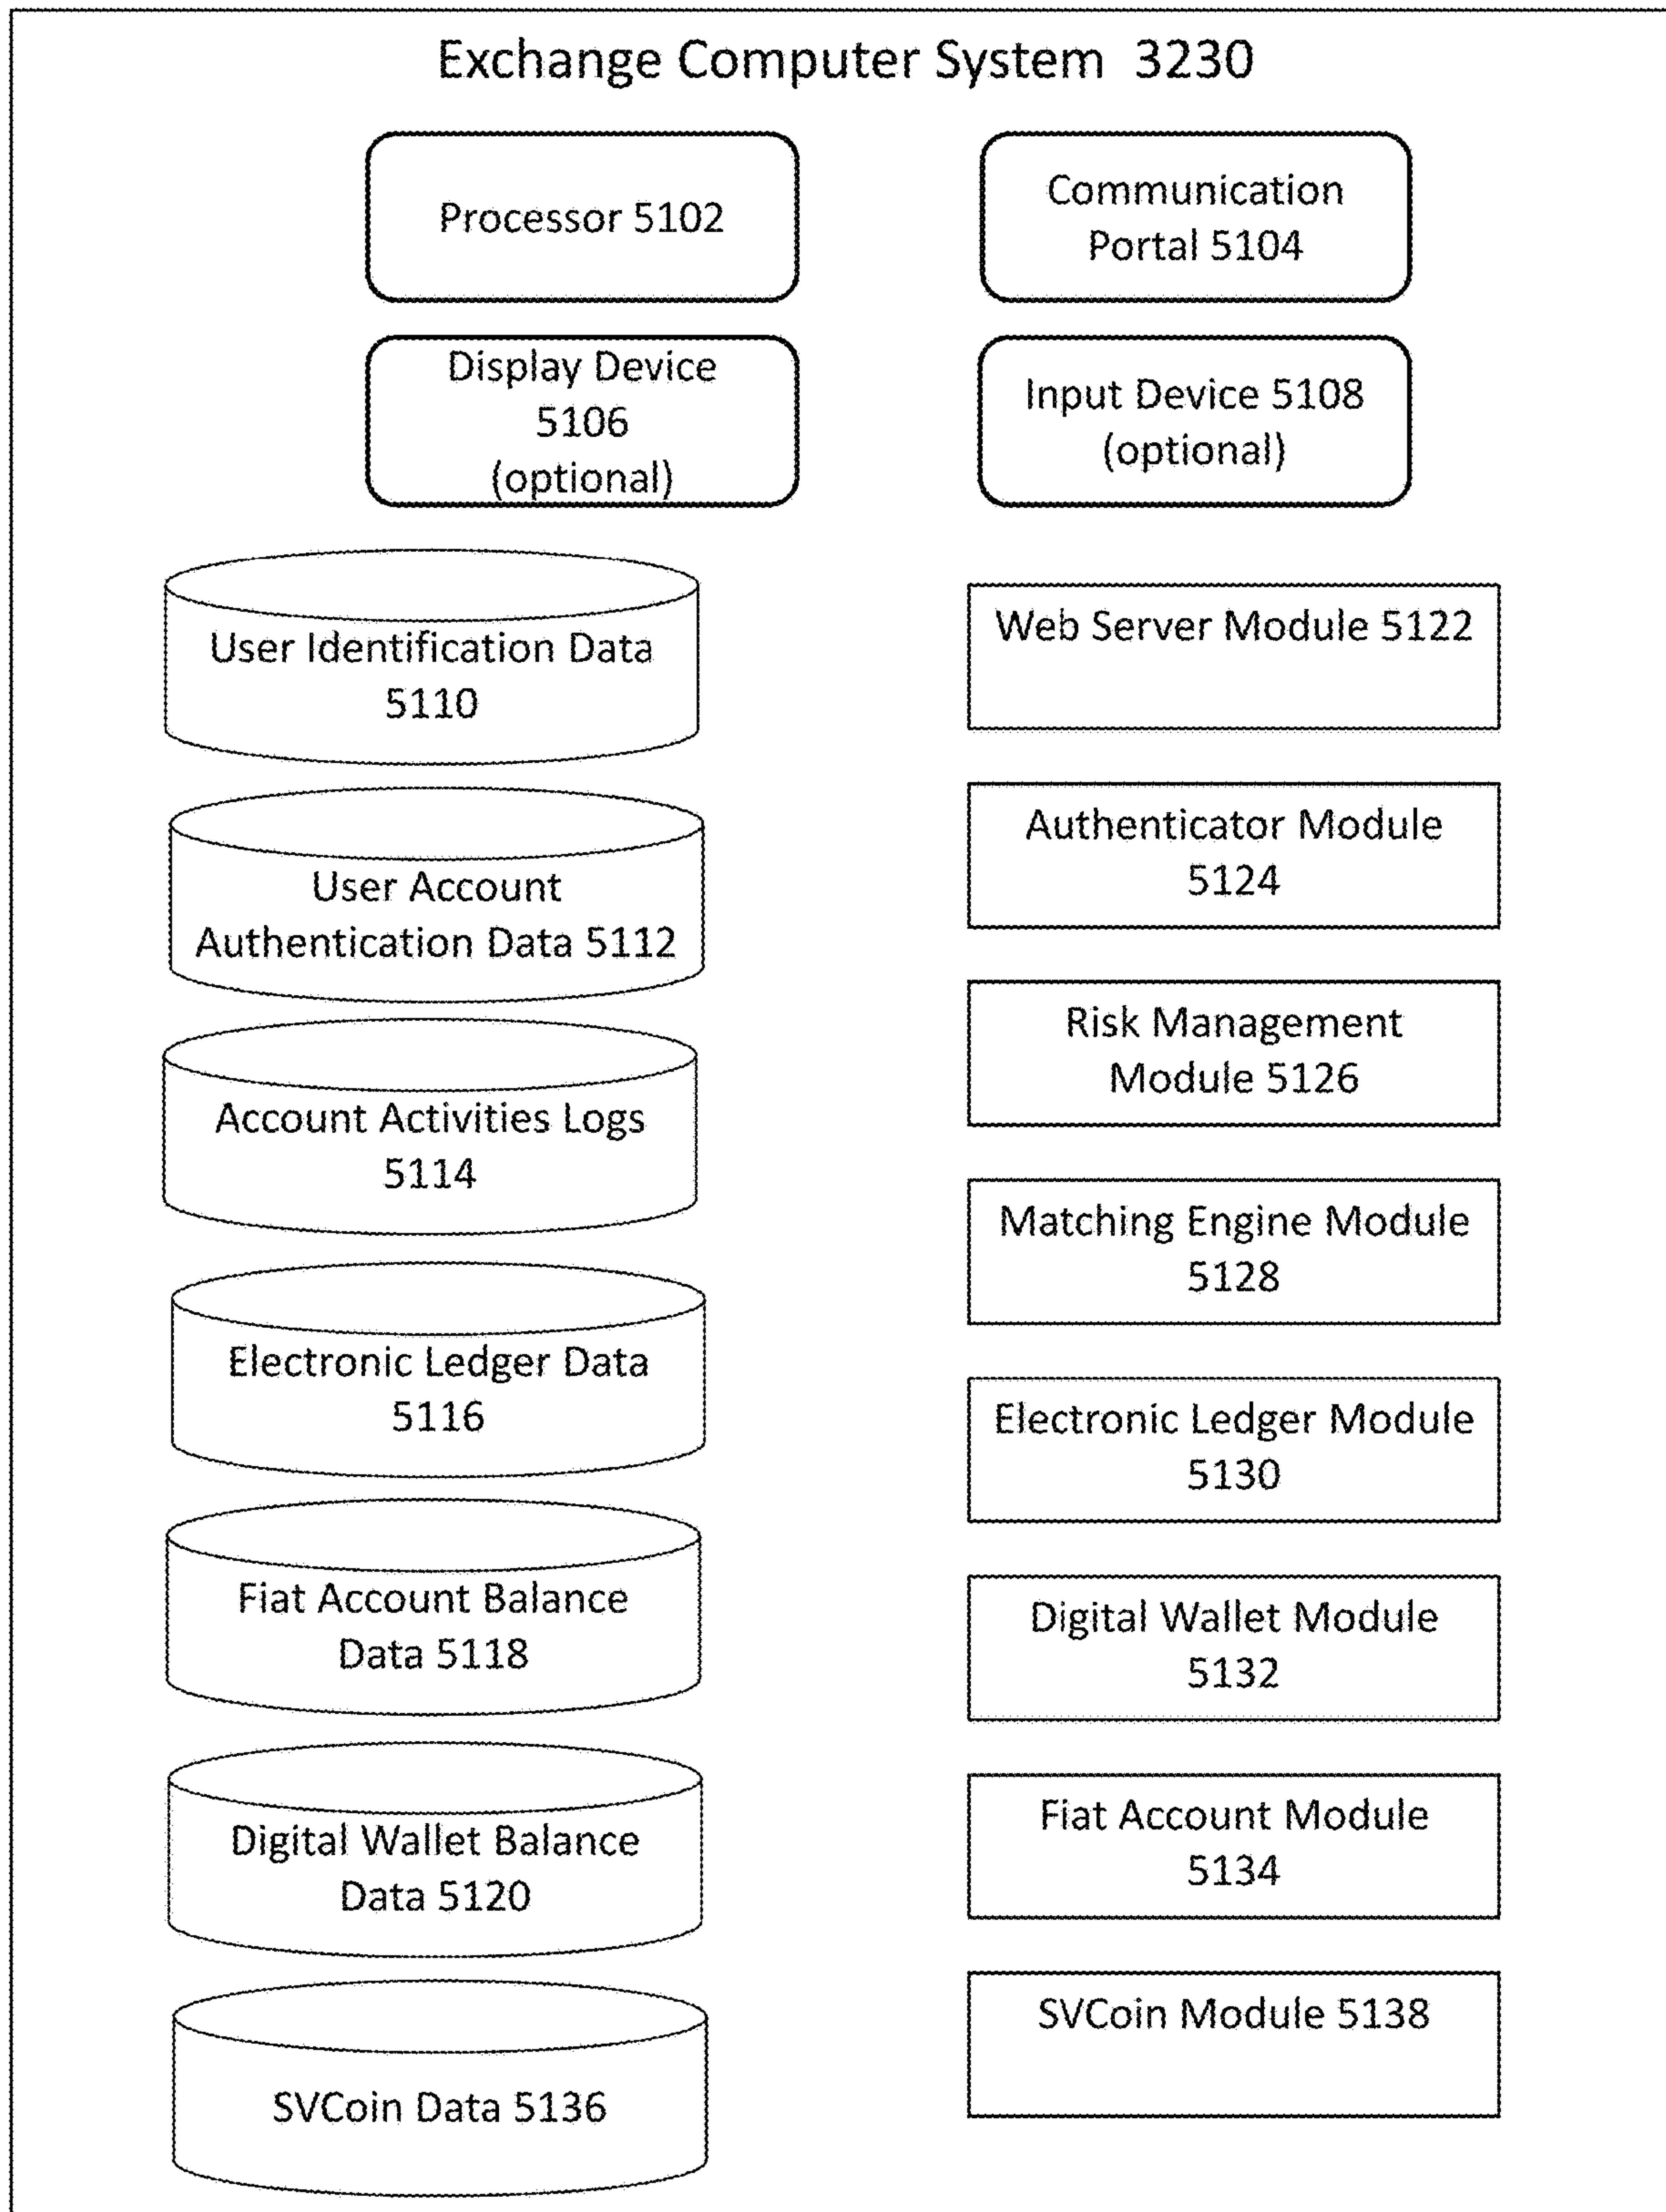 Exchange Computer System 3230
Processor 5102
Communication
Portal 5104
Display Device
5106
(optional)
Input Device 5108
(optional)
User Identification Data
5110
User Account
Authentication Data 5112
Account Activities Logs
5114
Electronic Ledger Data
5116
Fiat Account Balance
Data 5118
Digital Wallet Balance
Data 5120
SVCoin Data 5136
Web Server Module 5122
Authenticator Module
5124
Risk Management
Module 5126
Matching Engine Module
5128
Electronic Ledger Module
5130
Digital Wallet Module
5132
Fiat Account Module
5134
SVCoin Module 5138